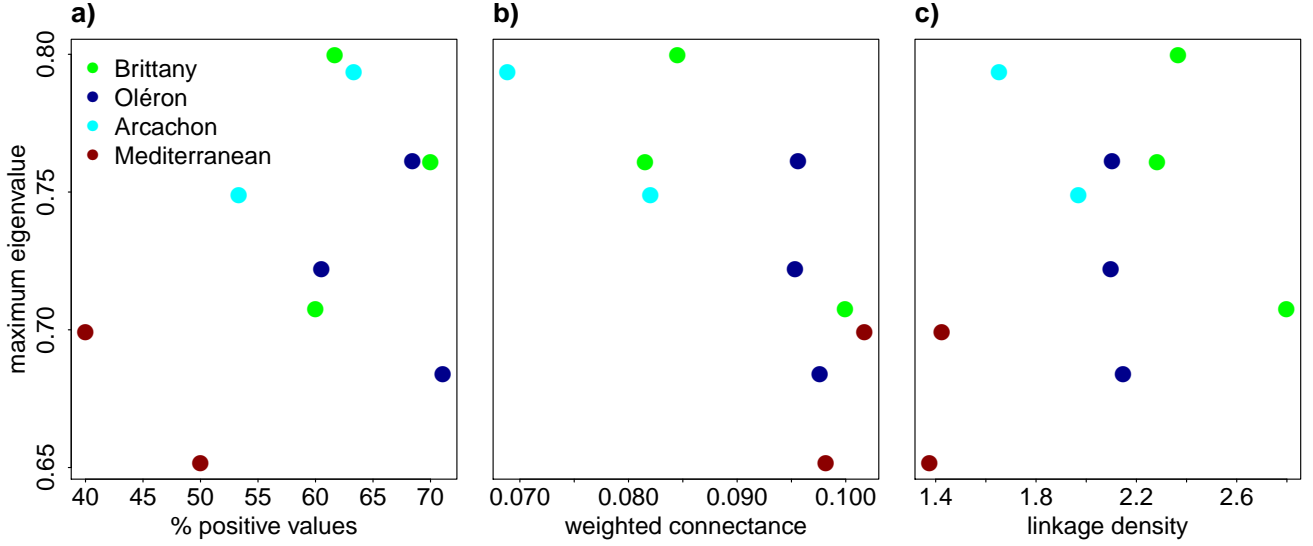 a)
b)
c)
maximum eigenvalue
0.80
0.75
0.70
0.65
Brittany
Oléron
Arcachon
Mediterranean
40 45 50 55 60 65 70
% positive values
0.070 0.080 0.090 0.100
weighted connectance
1.4 1.8 2.2 2.6
linkage density